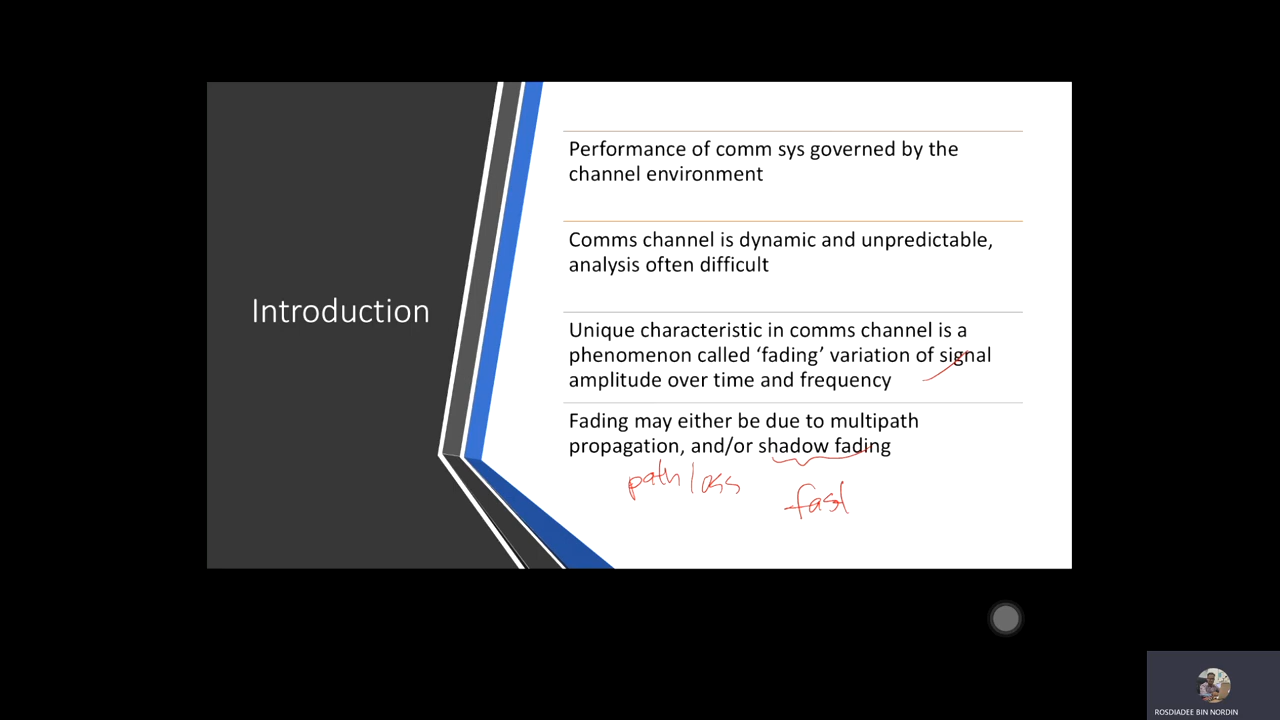 Introduction
Performance of comm sys governed by the
channel environment
Comms channel is dynamic and unpredictable,
analysis often difficult
Unique characteristic in comms channel is a
phenomenon called ‘fading’ variation of signal
amplitude over time and frequency
Fading may either be due to multipath
propagation, and/or shadow fading
path loss
fast
ROSDIADEE BIN NORDIN